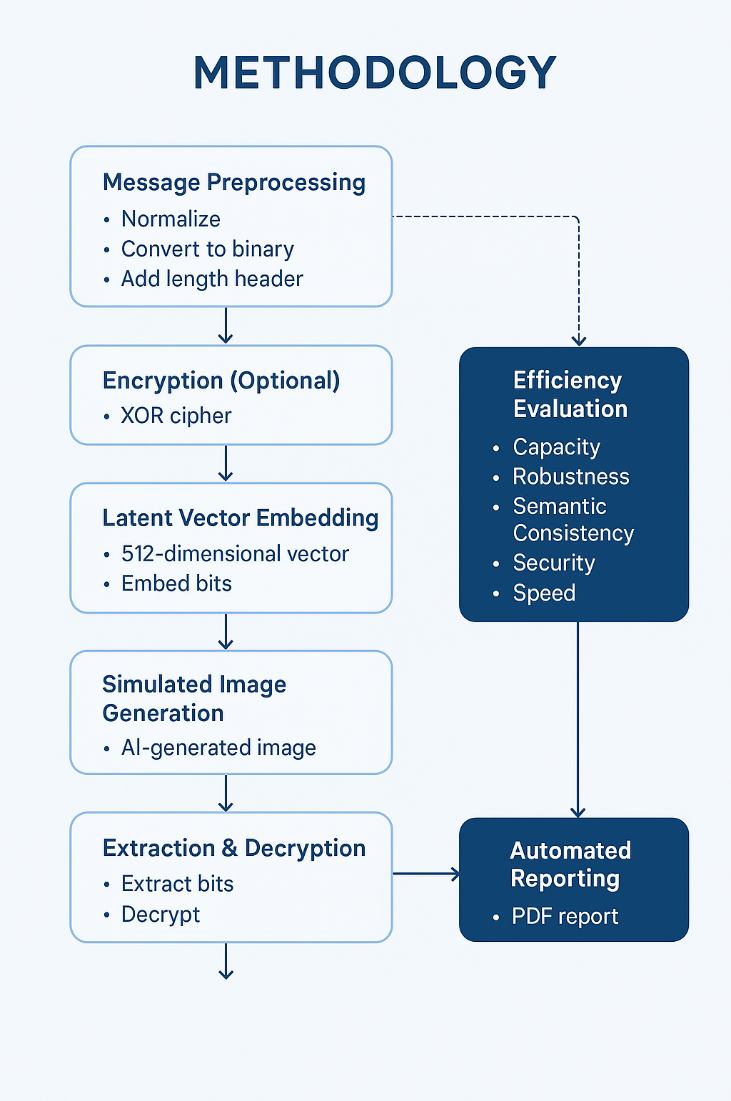 METHODOLOGY
Message Preprocessing
• Normalize
• Convert to binary
• Add length header
Encryption (Optional)
• XOR cipher
Latent Vector Embedding
• 512-dimensional vector
• Embed bits
Simulated Image
Generation
• AI-generated image
Extraction & Decryption
• Extract bits
• Decrypt
Efficiency
Evaluation
• Capacity
• Robustness
• Semantic
Consistency
• Security
• Speed
Automated
Reporting
• PDF report